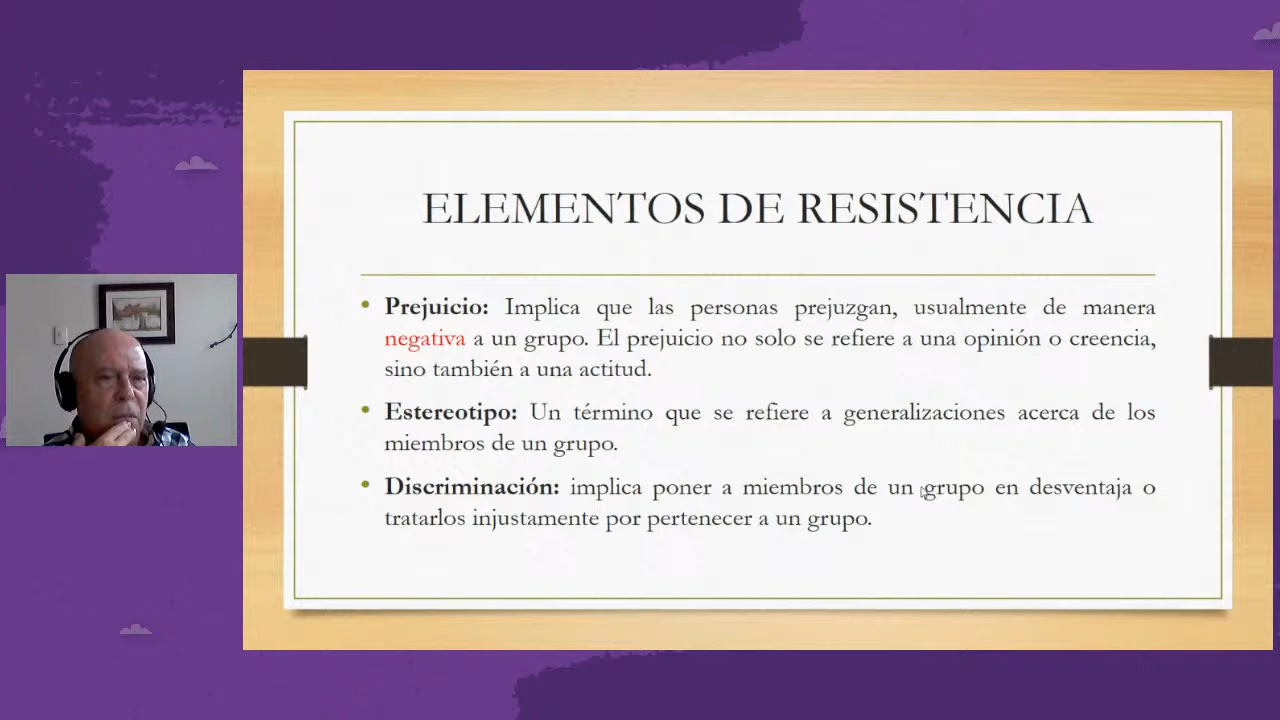 ELEMENTOS DE RESISTENCIA
• Prejuicio: Implica que las personas prejuzgan, usualmente de manera
negativa a un grupo. El prejuicio no solo se refiere a una opinión o creencia,
sino también a una actitud.
• Estereotipo: Un término que se refiere a generalizaciones acerca de los
miembros de un grupo.
• Discriminación: implica poner a miembros de un grupo en desventaja o
tratarlos injustamente por pertenecer a un grupo.